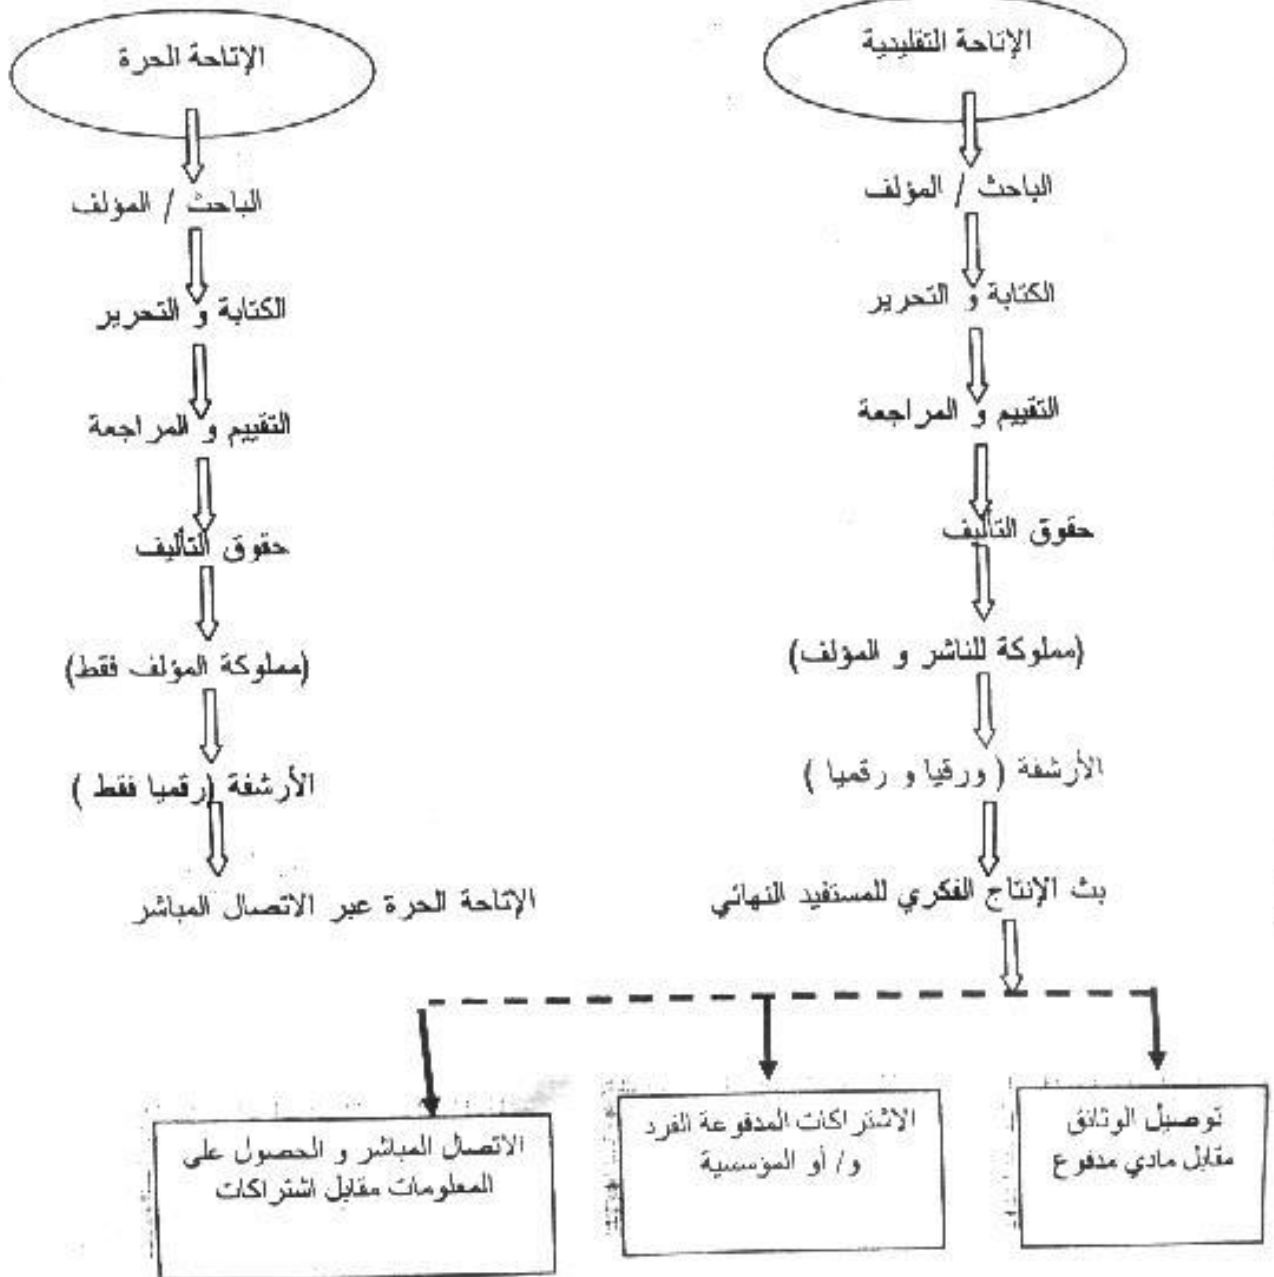 الإتاحة التقليدية
الباحث / المؤلف
الكتابة و التحرير
التقييم و المراجعة
حقوق التأليف
(مملوكة للناشر و المؤلف)
الأرشفة ( ورقيا و رقميا )
بث الإنتاج الفكري للمستفيد النهائي
توصيل الوثائق
مقابل مادي مدفوع
الاشتراكات المدفوعة الفرد
و/ أو المؤسسية
الاتصال المباشر و الحصول على
المعلومات مقابل اشتراكات
الإتاحة الحرة
الباحث / المؤلف
الكتابة و التحرير
التقييم و المراجعة
حقوق التأليف
(مملوكة المؤلف فقط)
الأرشفة (رقميا فقط )
الإتاحة الحرة عبر الاتصال المباشر